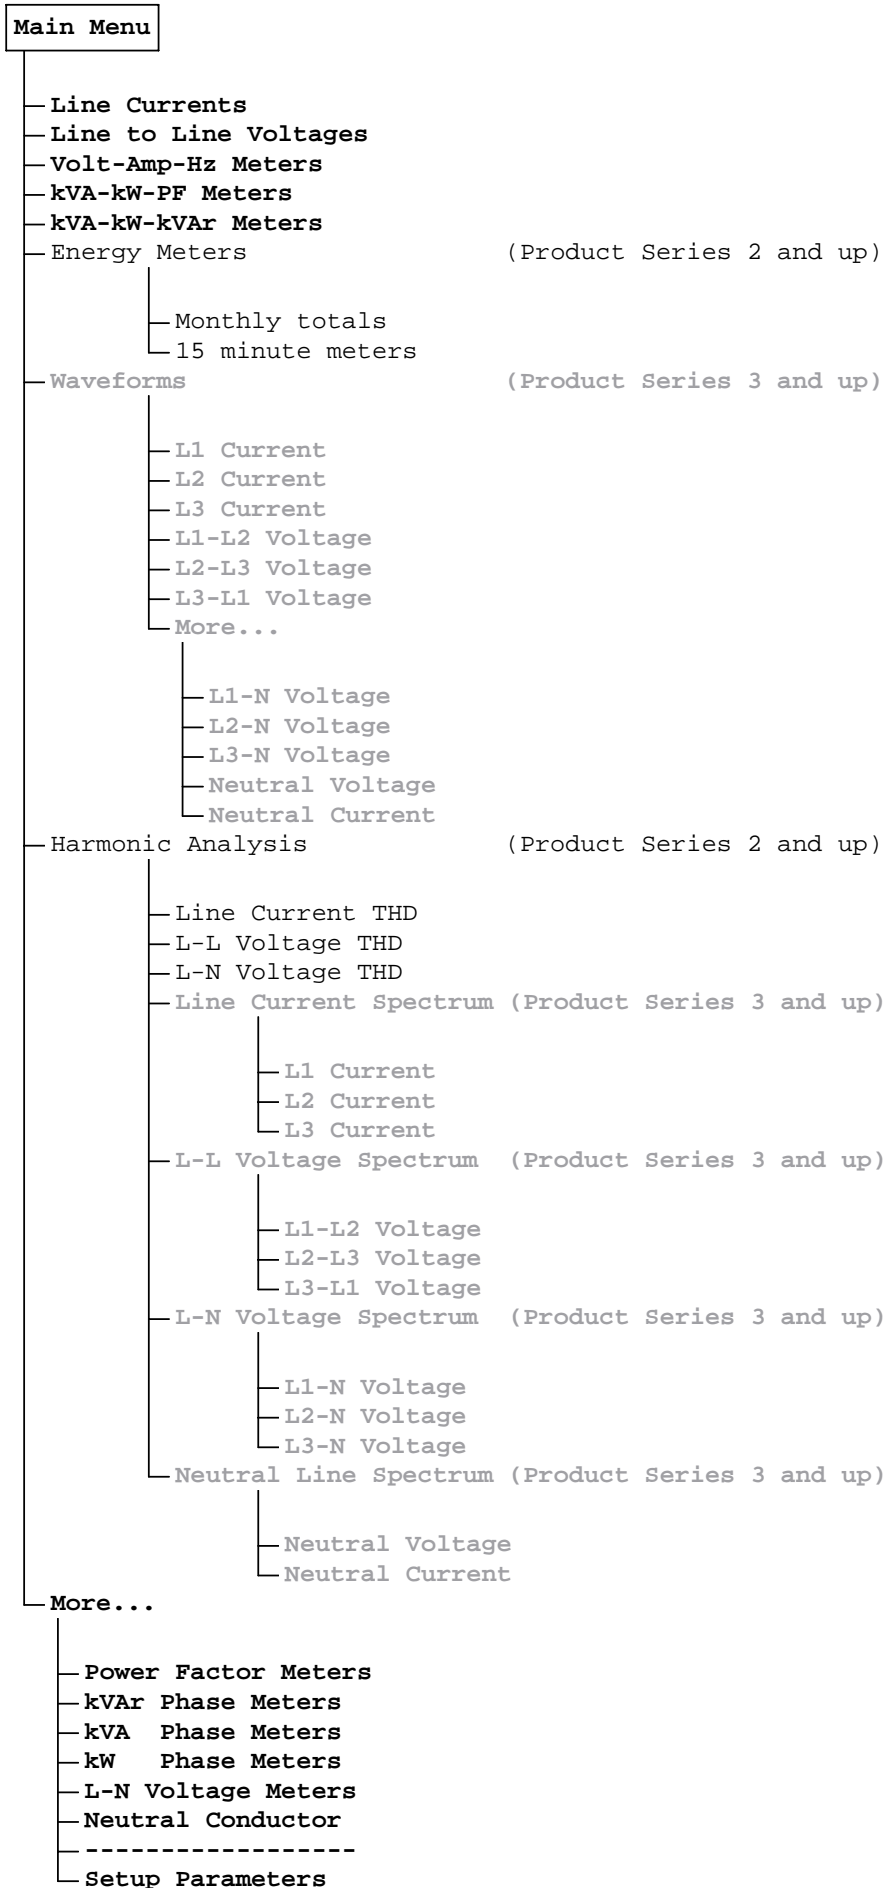 Main Menu
Line Currents
Line to Line Voltages
Volt-Amp-Hz Meters
kVA-kW-PF Meters
kVA-kW-kVAr Meters
Energy Meters (Product Series 2 and up)
Monthly totals
15 minute meters
Waveforms (Product Series 3 and up)
L1 Current
L2 Current
L3 Current
L1-L2 Voltage
L2-L3 Voltage
L3-L1 Voltage
More...
L1-N Voltage
L2-N Voltage
L3-N Voltage
Neutral Voltage
Neutral Current
Harmonic Analysis (Product Series 2 and up)
Line Current THD
L-L Voltage THD
L-N Voltage THD
Line Current Spectrum (Product Series 3 and up)
L1 Current
L2 Current
L3 Current
L-L Voltage Spectrum (Product Series 3 and up)
L1-L2 Voltage
L2-L3 Voltage
L3-L1 Voltage
L-N Voltage Spectrum (Product Series 3 and up)
L1-N Voltage
L2-N Voltage
L3-N Voltage
Neutral Line Spectrum (Product Series 3 and up)
Neutral Voltage
Neutral Current
More...
Power Factor Meters
kVAr Phase Meters
kVA Phase Meters
kW Phase Meters
L-N Voltage Meters
Neutral Conductor
------------------
Setup Parameters